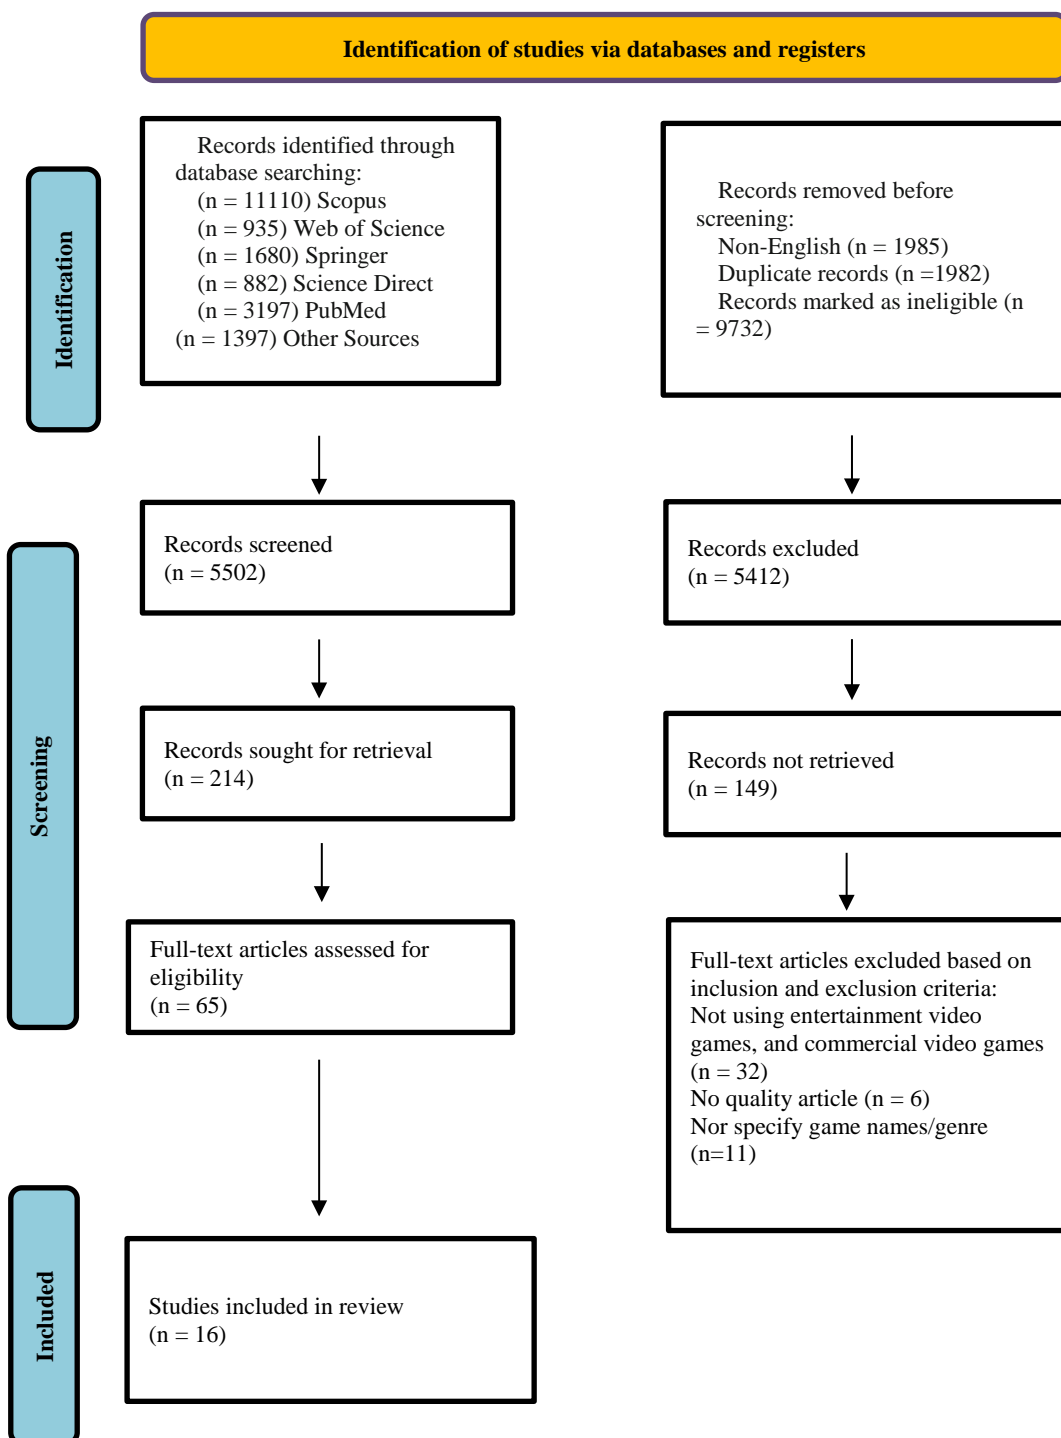 Identification of studies via databases and registers
Identification
Records identified through
database searching:
(n = 11110) Scopus
(n = 935) Web of Science
(n = 1680) Springer
(n = 882) Science Direct
(n = 3197) PubMed
(n = 1397) Other Sources
Records removed before
screening:
Non-English (n = 1985)
Duplicate records (n =1982)
Records marked as ineligible (n
= 9732)
Screening
Records screened
(n = 5502)
Records excluded
(n = 5412)
Records sought for retrieval
(n = 214)
Records not retrieved
(n = 149)
Full-text articles assessed for
eligibility
(n = 65)
Full-text articles excluded based on
inclusion and exclusion criteria:
Not using entertainment video
games, and commercial video games
(n = 32)
No quality article (n = 6)
Nor specify game names/genre
(n=11)
Included
Studies included in review
(n = 16)